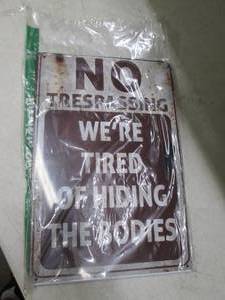 NO
TRESPASSING
WE'RE
TIRED
OF HIDING
THE BODIES